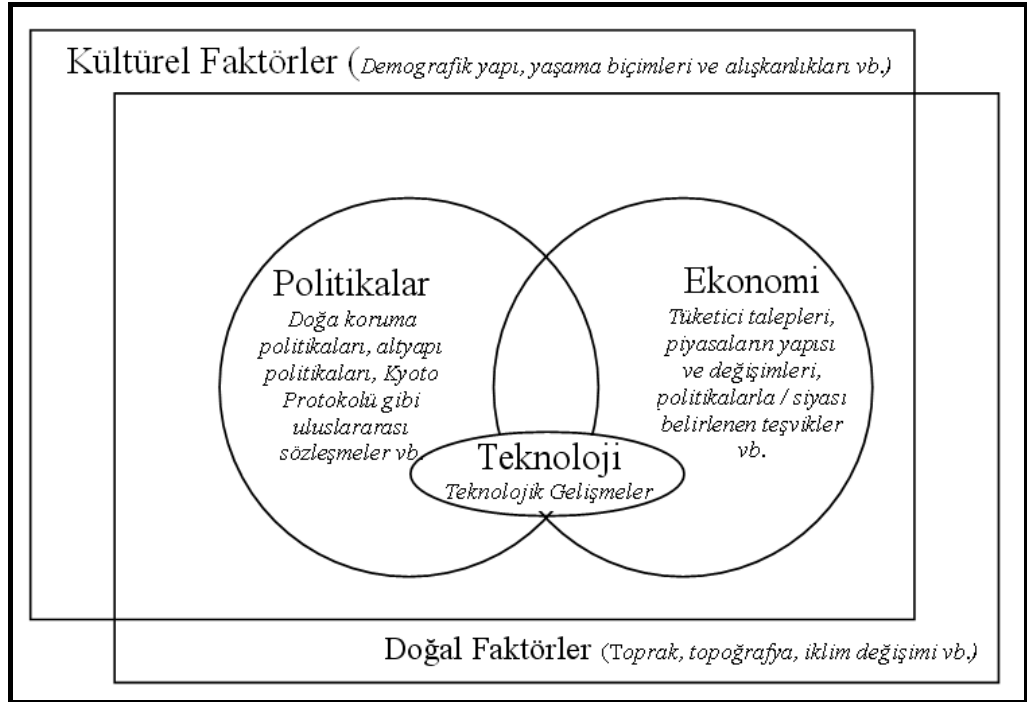 Kültürel Faktörler (Demografik yapı, yaşama biçimleri ve alışkanlıkları vb.)
Politikalar
Doğa koruma
politikaları, altyapı
politikaları, Kyoto
Protokolü gibi
uluslararası
sözleşmeler vb.
Ekonomi
Tüketici talepleri,
piyasaların yapısı
ve değişimleri,
politikalarla / siyası
belirlenen teşvikler
vb.
Teknoloji
Teknolojik Gelişmeler
Doğal Faktörler (Toprak, topoğrafya, iklim değişimi vb.)